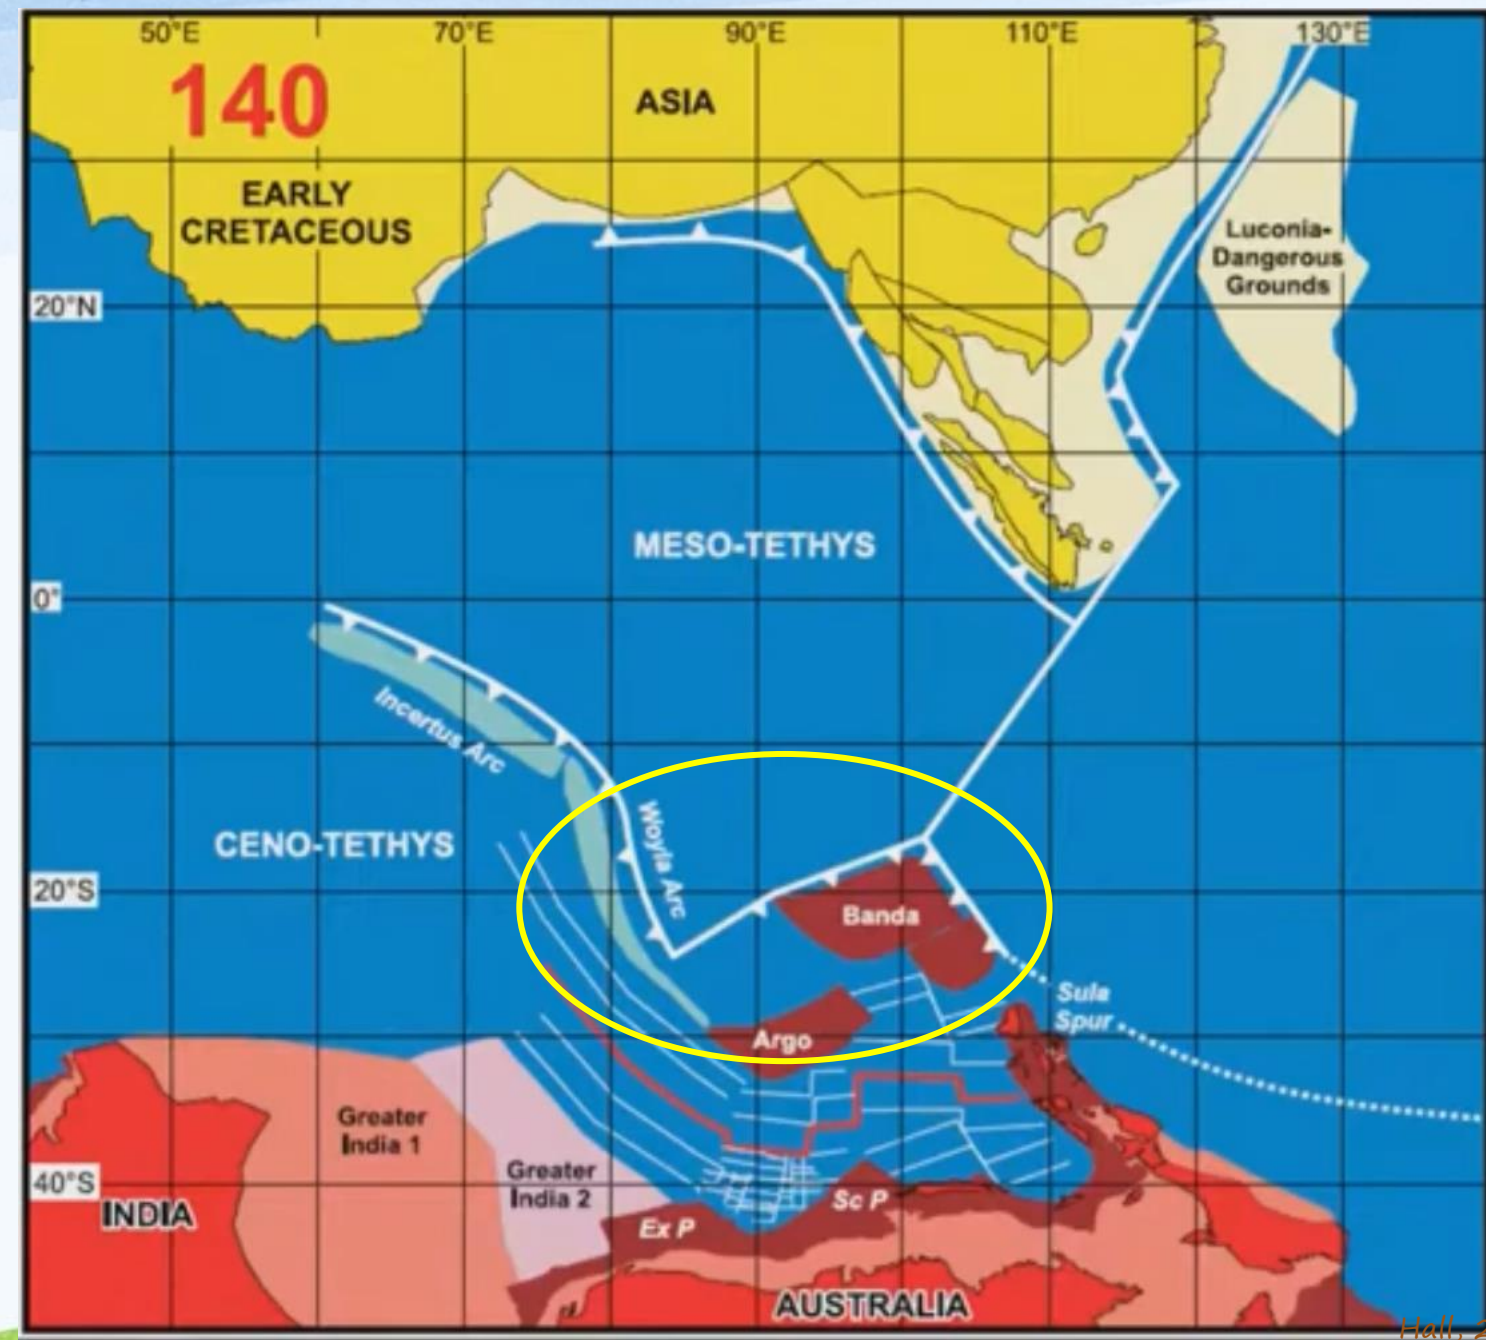 50°E
70°E
90°E
110°E
130°E
140
ASIA
EARLY
CRETACEOUS
Luconia-
Dangerous
Grounds
20°N
MESO-TETHYS
0°
Incertus Arc
Woyla Arc
CENO-TETHYS
20°S
Banda
Sula
Spur
Argo
Greater
India 1
Greater
India 2
40°S
INDIA
Ex P
Sc P
AUSTRALIA
Hall, 2